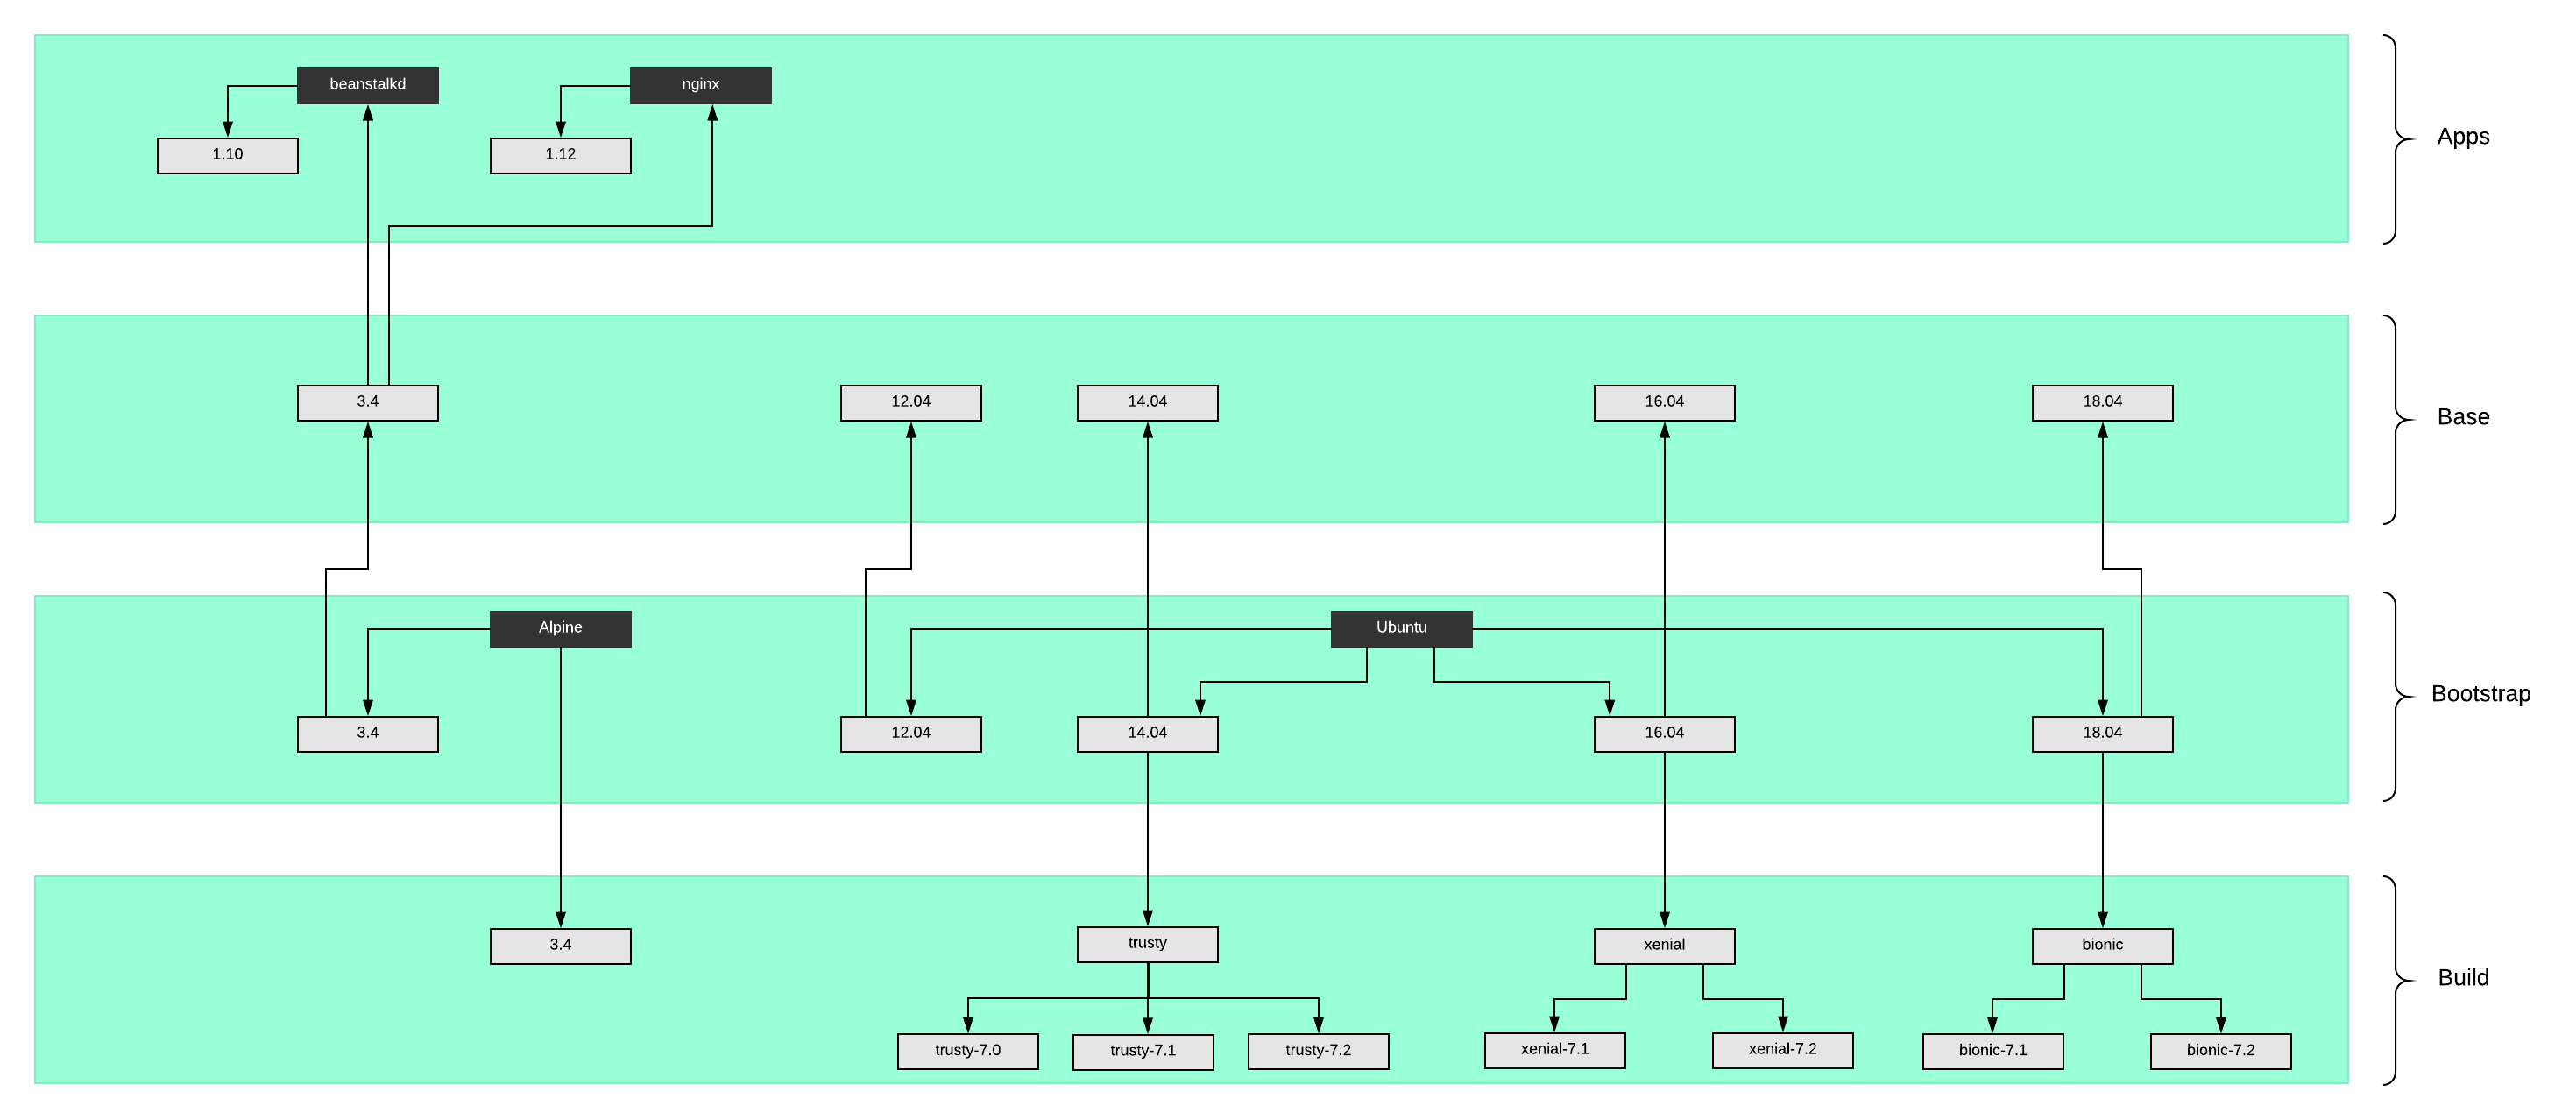 beanstalkd
nginx
1.10
1.12
Apps
3.4
12.04
14.04
16.04
18.04
Base
Alpine
Ubuntu
3.4
12.04
14.04
16.04
18.04
Bootstrap
3.4
trusty
xenial
bionic
Build
trusty-7.0
trusty-7.1
trusty-7.2
xenial-7.1
xenial-7.2
bionic-7.1
bionic-7.2